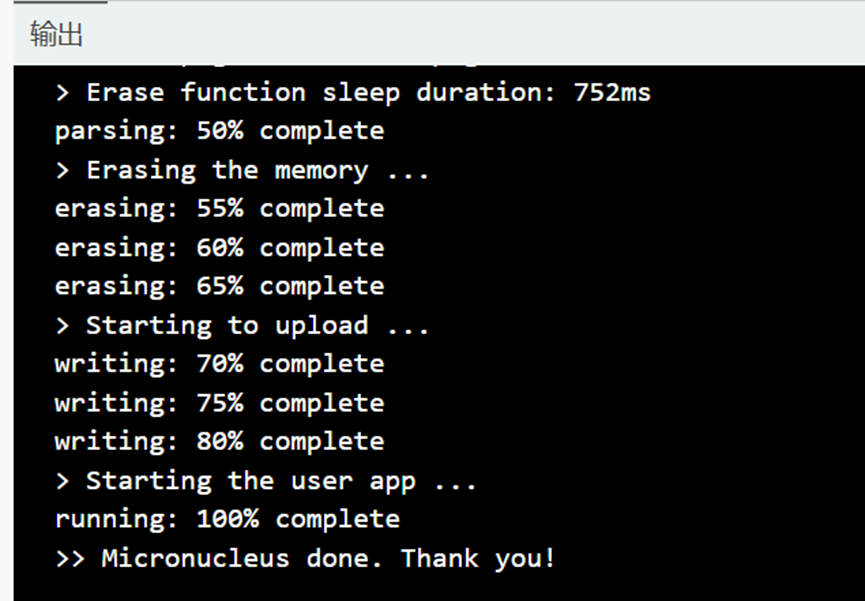 输出
> Erase function sleep duration: 752ms
parsing: 50% complete
> Erasing the memory ...
erasing: 55% complete
erasing: 60% complete
erasing: 65% complete
> Starting to upload ...
writing: 70% complete
writing: 75% complete
writing: 80% complete
> Starting the user app ...
running: 100% complete
>> Micronucleus done. Thank you!